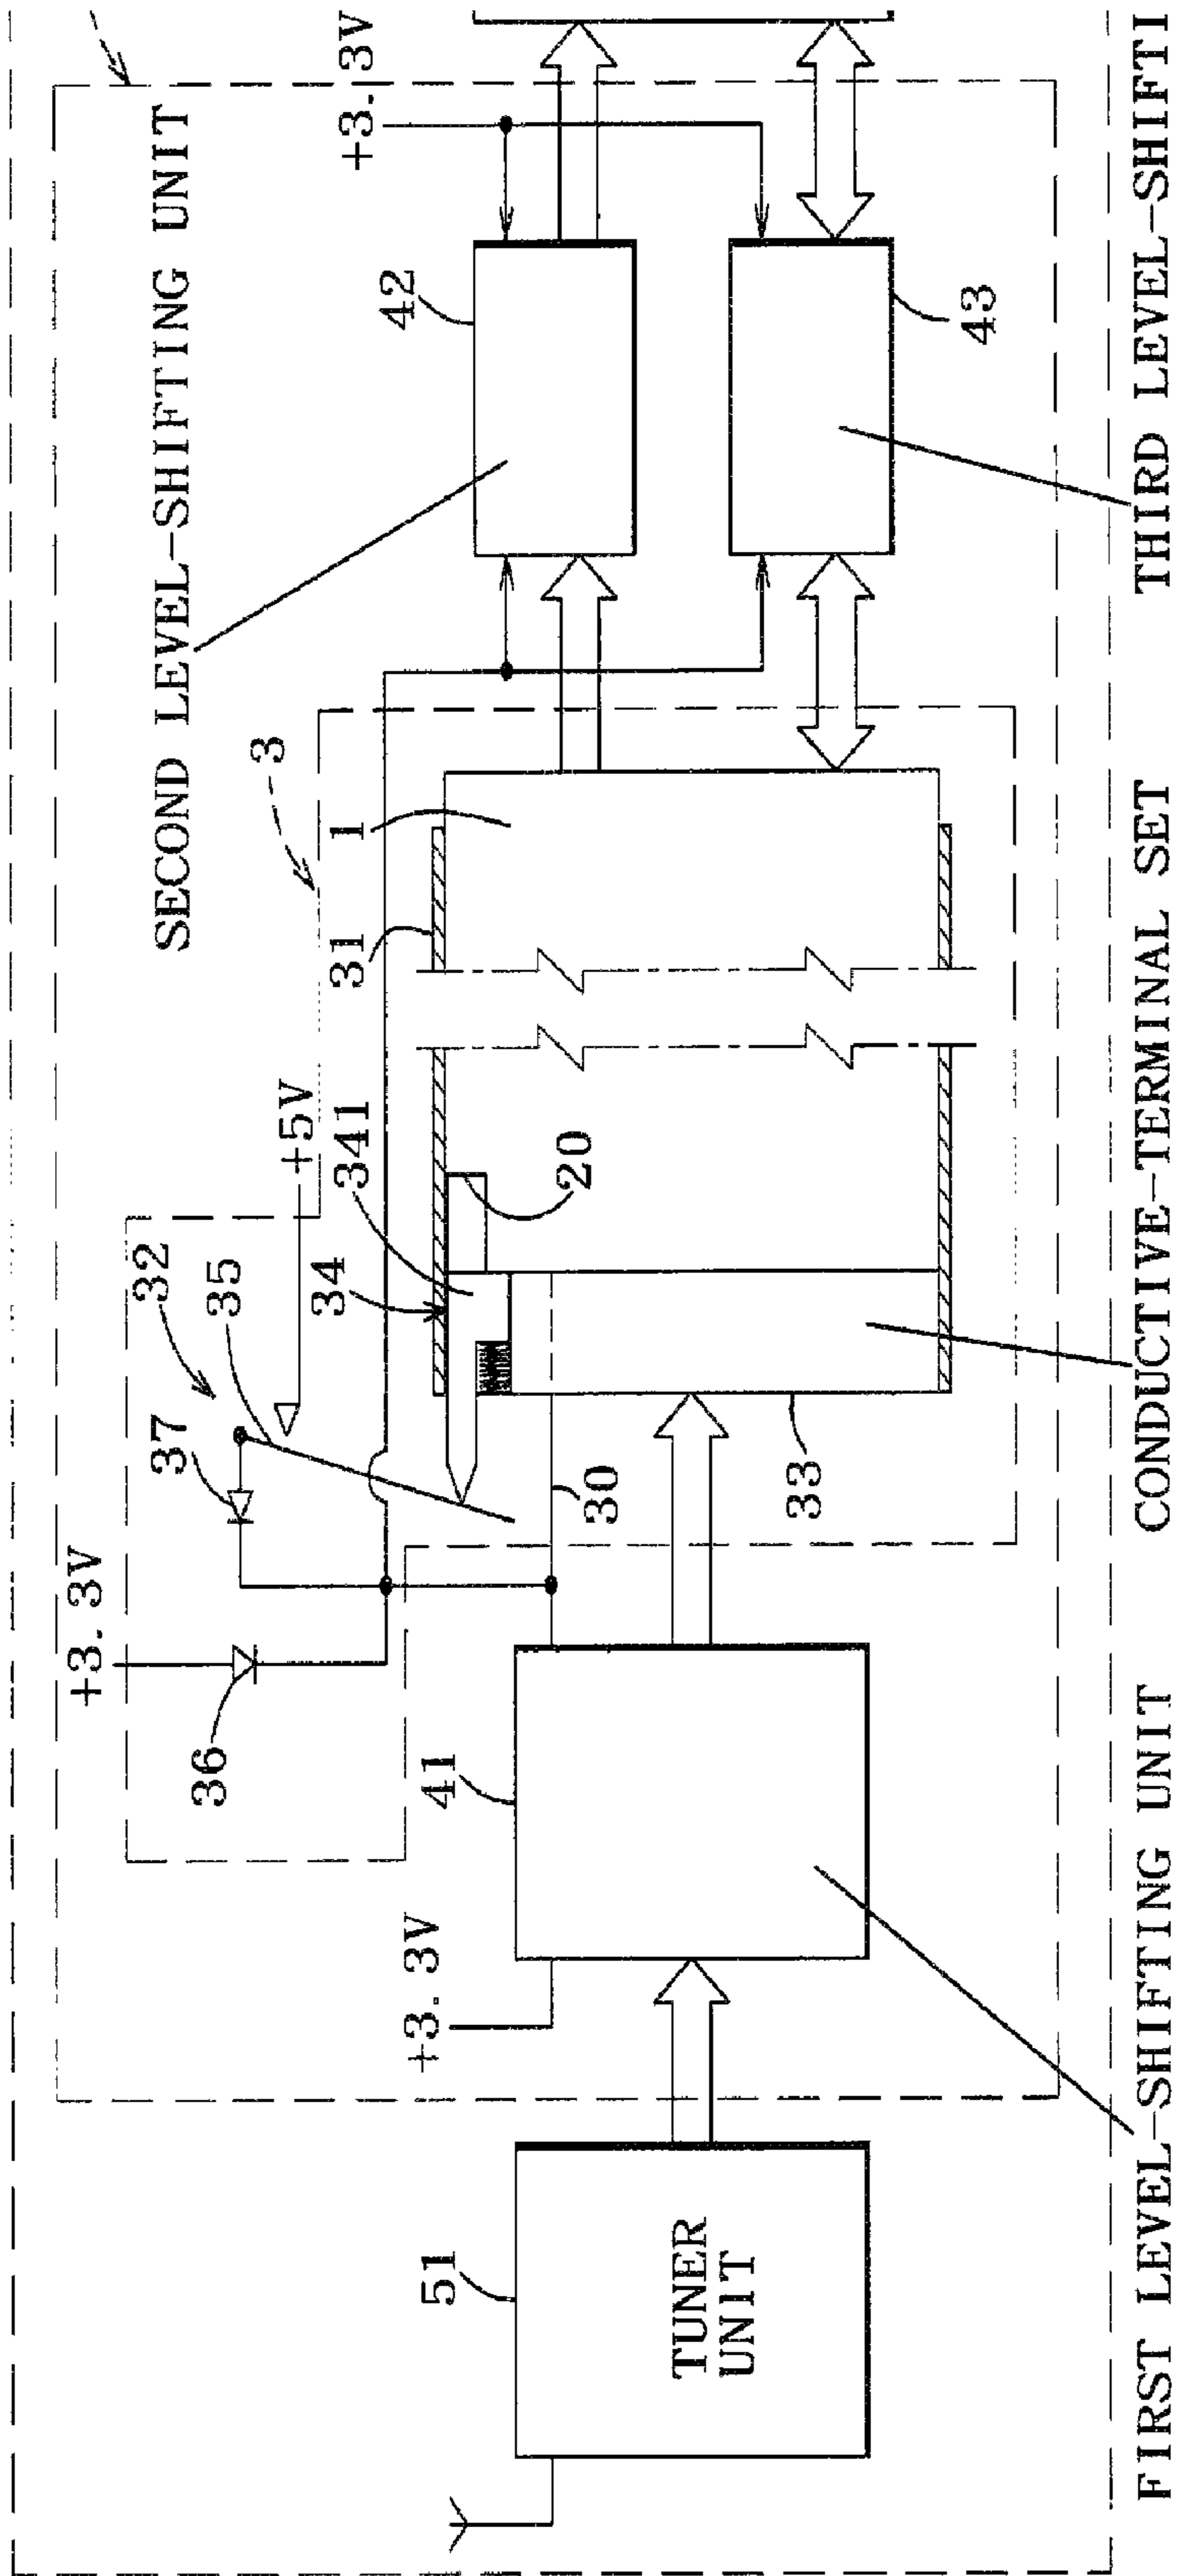 +3.3V
32
37
SECOND LEVEL-SHIFTING UNIT
36
35
3
+5V
34
341
31
1
+3.3V
42
+3.3V
51
41
20
30
TUNER
UNIT
33
43
FIRST LEVEL-SHIFTING UNIT
CONDUCTIVE-TERMINAL SET
THIRD LEVEL-SHIFTI